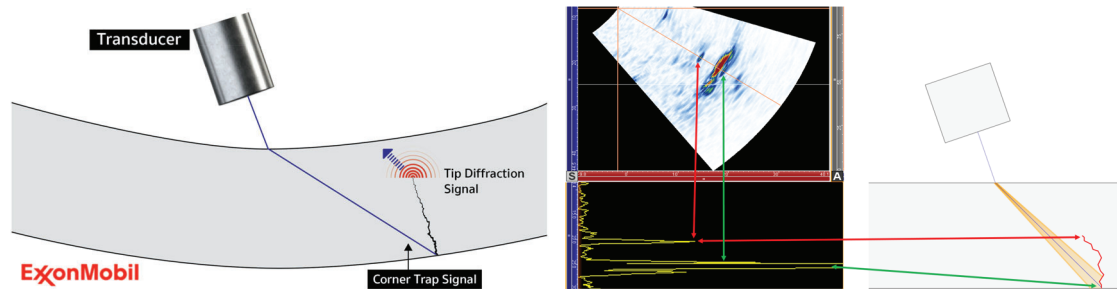 Transducer
Tip Diffraction
Signal
Corner Trap Signal
ExxonMobil
S
A